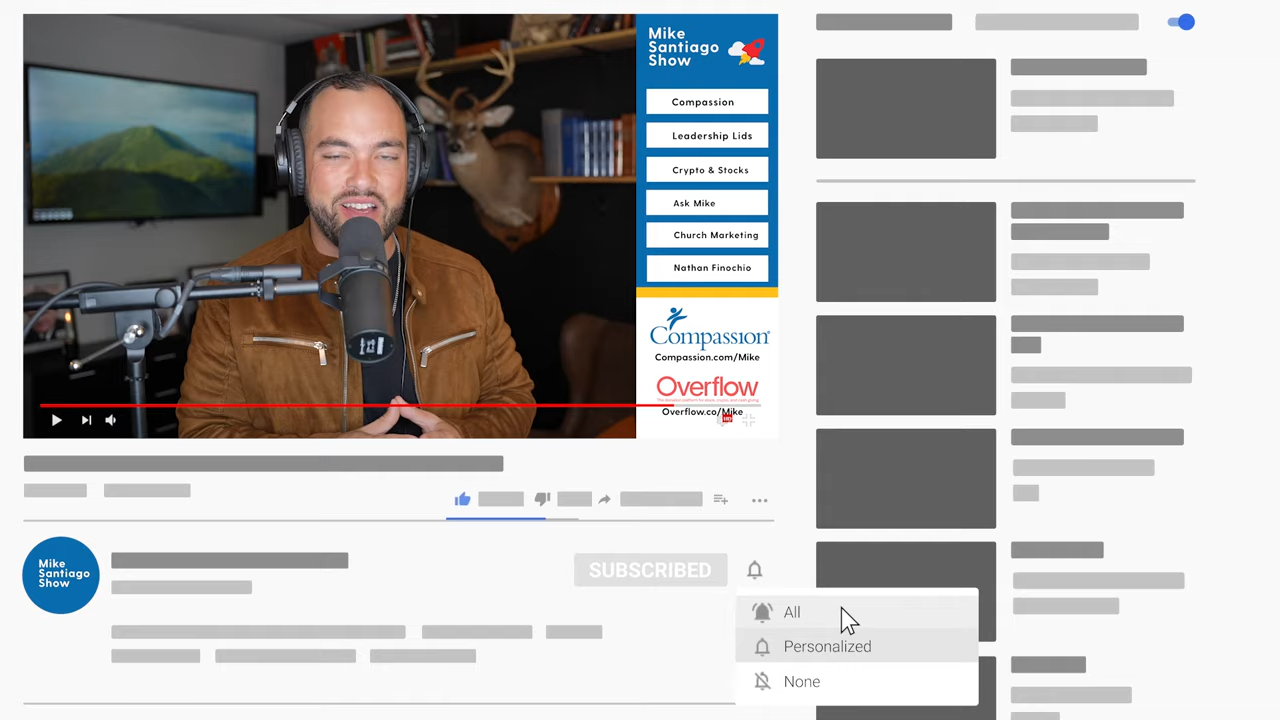 Mike
Santiago
Show
Compassion
Leadership Lids
Crypto & Stocks
Ask Mike
Church Marketing
Nathan Finochio
Compassion®
Compassion.com/Mike
Overflow
Overflow.co/Mike
HD
Mike
Santiago
Show
SUBSCRIBED
All
Personalized
None